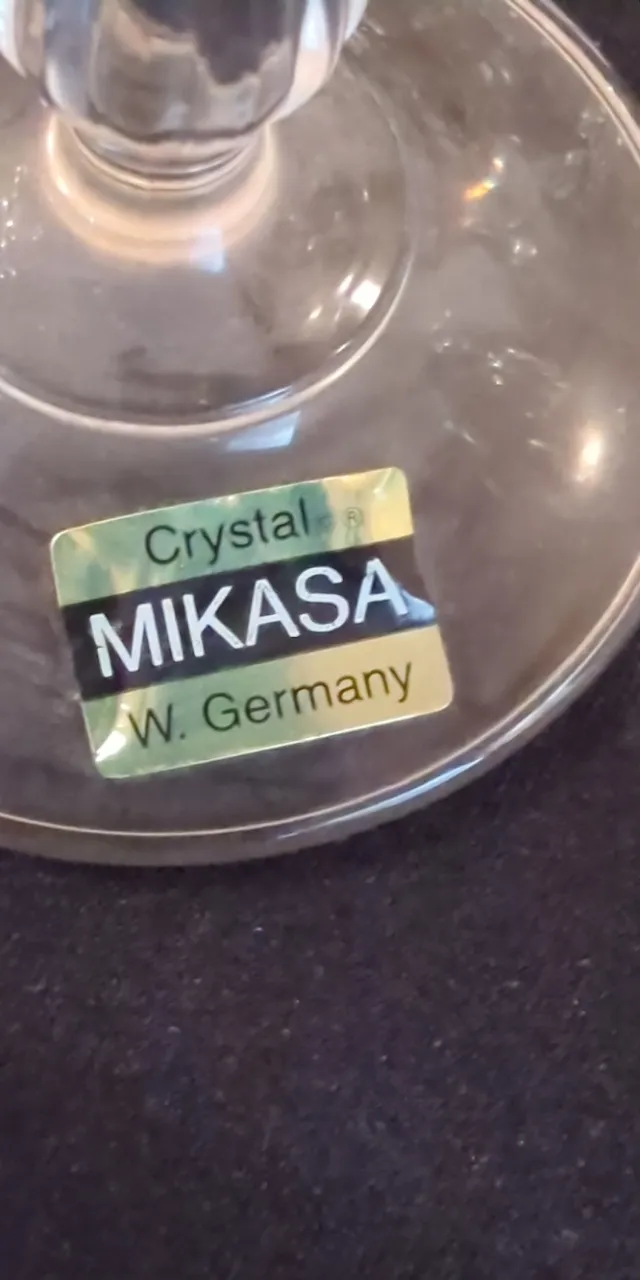 Crystal ®
MIKASA
W. Germany